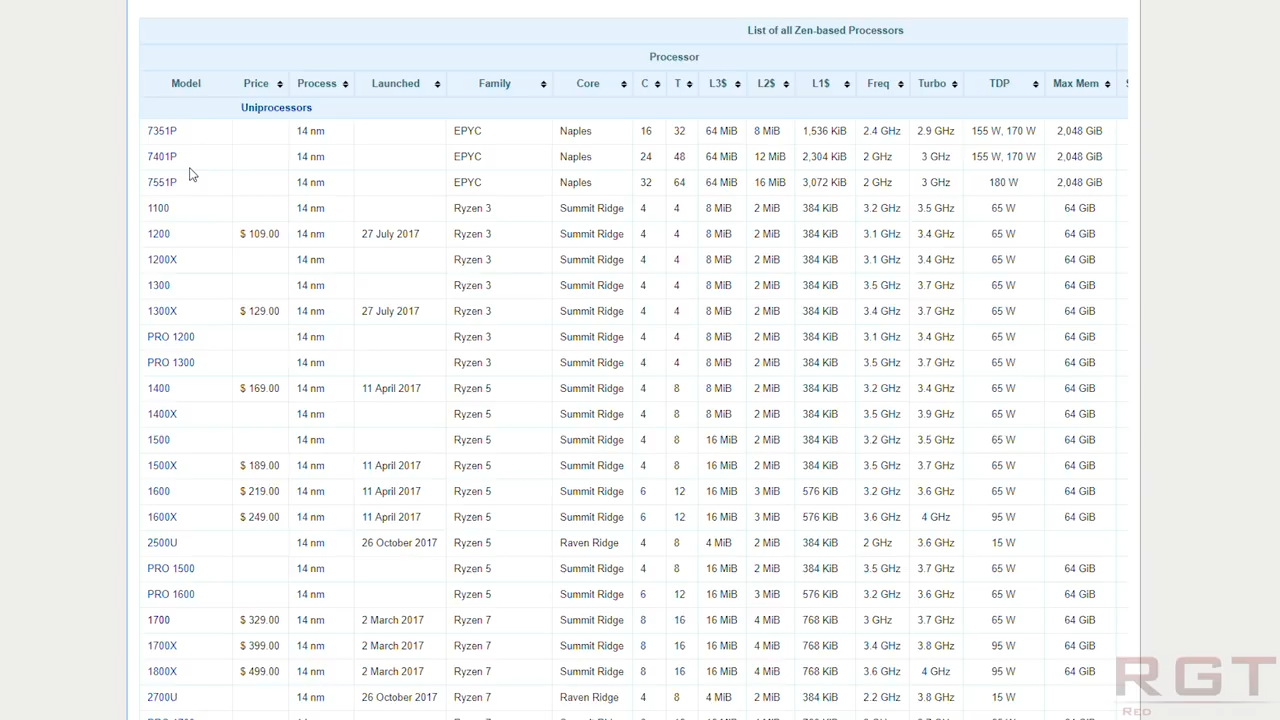 List of all Zen-based Processors
Processor
Model Price Process Launched Family Core C T L3$ L2$ L1$ Freq Turbo TDP Max Mem
Uniprocessors
7351P 14 nm EPYC Naples 16 32 64 MiB 8 MiB 1,536 KiB 2.4 GHz 2.9 GHz 155 W, 170 W 2,048 GiB
7401P 14 nm EPYC Naples 24 48 64 MiB 12 MiB 2,304 KiB 2 GHz 3 GHz 155 W, 170 W 2,048 GiB
7551P 14 nm EPYC Naples 32 64 64 MiB 16 MiB 3,072 KiB 2 GHz 3 GHz 180 W 2,048 GiB
1100 14 nm Ryzen 3 Summit Ridge 4 4 8 MiB 2 MiB 384 KiB 3.2 GHz 3.5 GHz 65 W 64 GiB
1200 $ 109.00 14 nm 27 July 2017 Ryzen 3 Summit Ridge 4 4 8 MiB 2 MiB 384 KiB 3.1 GHz 3.4 GHz 65 W 64 GiB
1200X 14 nm Ryzen 3 Summit Ridge 4 4 8 MiB 2 MiB 384 KiB 3.1 GHz 3.4 GHz 65 W 64 GiB
1300 14 nm Ryzen 3 Summit Ridge 4 4 8 MiB 2 MiB 384 KiB 3.5 GHz 3.7 GHz 65 W 64 GiB
1300X $ 129.00 14 nm 27 July 2017 Ryzen 3 Summit Ridge 4 4 8 MiB 2 MiB 384 KiB 3.4 GHz 3.7 GHz 65 W 64 GiB
PRO 1200 14 nm Ryzen 3 Summit Ridge 4 4 8 MiB 2 MiB 384 KiB 3.1 GHz 3.4 GHz 65 W 64 GiB
PRO 1300 14 nm Ryzen 3 Summit Ridge 4 4 8 MiB 2 MiB 384 KiB 3.5 GHz 3.7 GHz 65 W 64 GiB
1400 $ 169.00 14 nm 11 April 2017 Ryzen 5 Summit Ridge 4 8 8 MiB 2 MiB 384 KiB 3.2 GHz 3.4 GHz 65 W 64 GiB
1400X 14 nm Ryzen 5 Summit Ridge 4 8 8 MiB 2 MiB 384 KiB 3.5 GHz 3.9 GHz 65 W 64 GiB
1500 14 nm Ryzen 5 Summit Ridge 4 8 16 MiB 2 MiB 384 KiB 3.2 GHz 3.5 GHz 65 W 64 GiB
1500X $ 189.00 14 nm 11 April 2017 Ryzen 5 Summit Ridge 4 8 16 MiB 2 MiB 384 KiB 3.5 GHz 3.7 GHz 65 W 64 GiB
1600 $ 219.00 14 nm 11 April 2017 Ryzen 5 Summit Ridge 6 12 16 MiB 3 MiB 576 KiB 3.2 GHz 3.6 GHz 65 W 64 GiB
1600X $ 249.00 14 nm 11 April 2017 Ryzen 5 Summit Ridge 6 12 16 MiB 3 MiB 576 KiB 3.6 GHz 4 GHz 95 W 64 GiB
2500U 14 nm 26 October 2017 Ryzen 5 Raven Ridge 4 8 4 MiB 2 MiB 384 KiB 2 GHz 3.6 GHz 15 W
PRO 1500 14 nm Ryzen 5 Summit Ridge 4 8 16 MiB 2 MiB 384 KiB 3.5 GHz 3.7 GHz 65 W 64 GiB
PRO 1600 14 nm Ryzen 5 Summit Ridge 6 12 16 MiB 3 MiB 576 KiB 3.2 GHz 3.6 GHz 65 W 64 GiB
1700 $ 329.00 14 nm 2 March 2017 Ryzen 7 Summit Ridge 8 16 16 MiB 4 MiB 768 KiB 3 GHz 3.7 GHz 65 W 64 GiB
1700X $ 399.00 14 nm 2 March 2017 Ryzen 7 Summit Ridge 8 16 16 MiB 4 MiB 768 KiB 3.4 GHz 3.8 GHz 95 W 64 GiB
1800X $ 499.00 14 nm 2 March 2017 Ryzen 7 Summit Ridge 8 16 16 MiB 4 MiB 768 KiB 3.6 GHz 4 GHz 95 W 64 GiB
2700U 14 nm 26 October 2017 Ryzen 7 Raven Ridge 4 8 4 MiB 2 MiB 384 KiB 2.2 GHz 3.8 GHz 15 W
RGT
RED